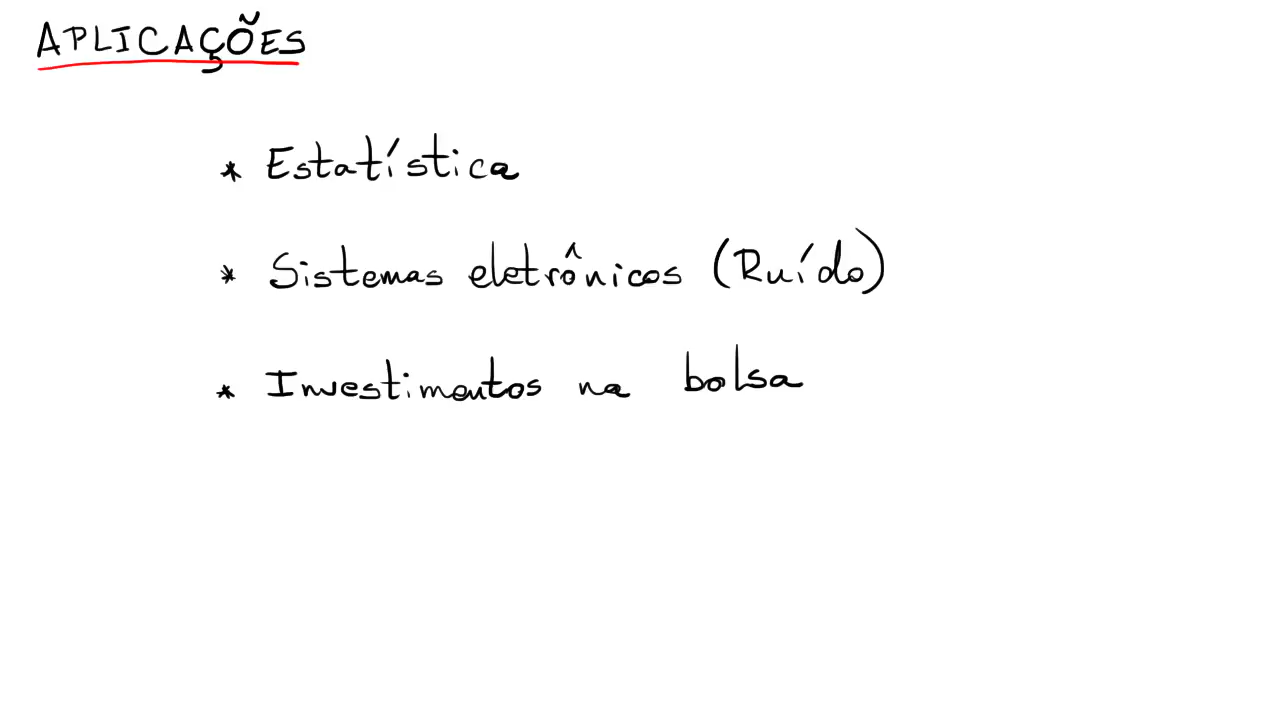 APLICAÇÕES
* Estatística
* Sistemas eletrônicos (Ruído)
* Investimentos na bolsa